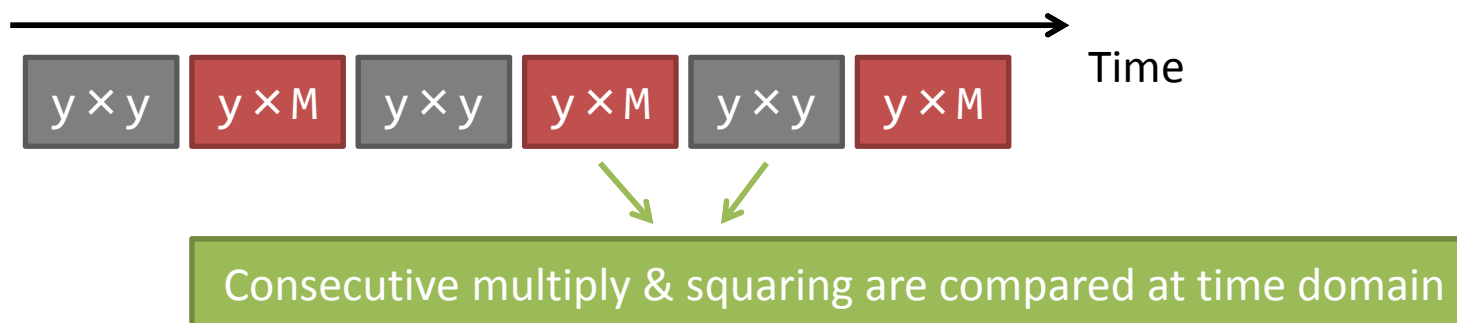 Time
y×y y×M y×y y×M y×y y×M
Consecutive multiply & squaring are compared at time domain